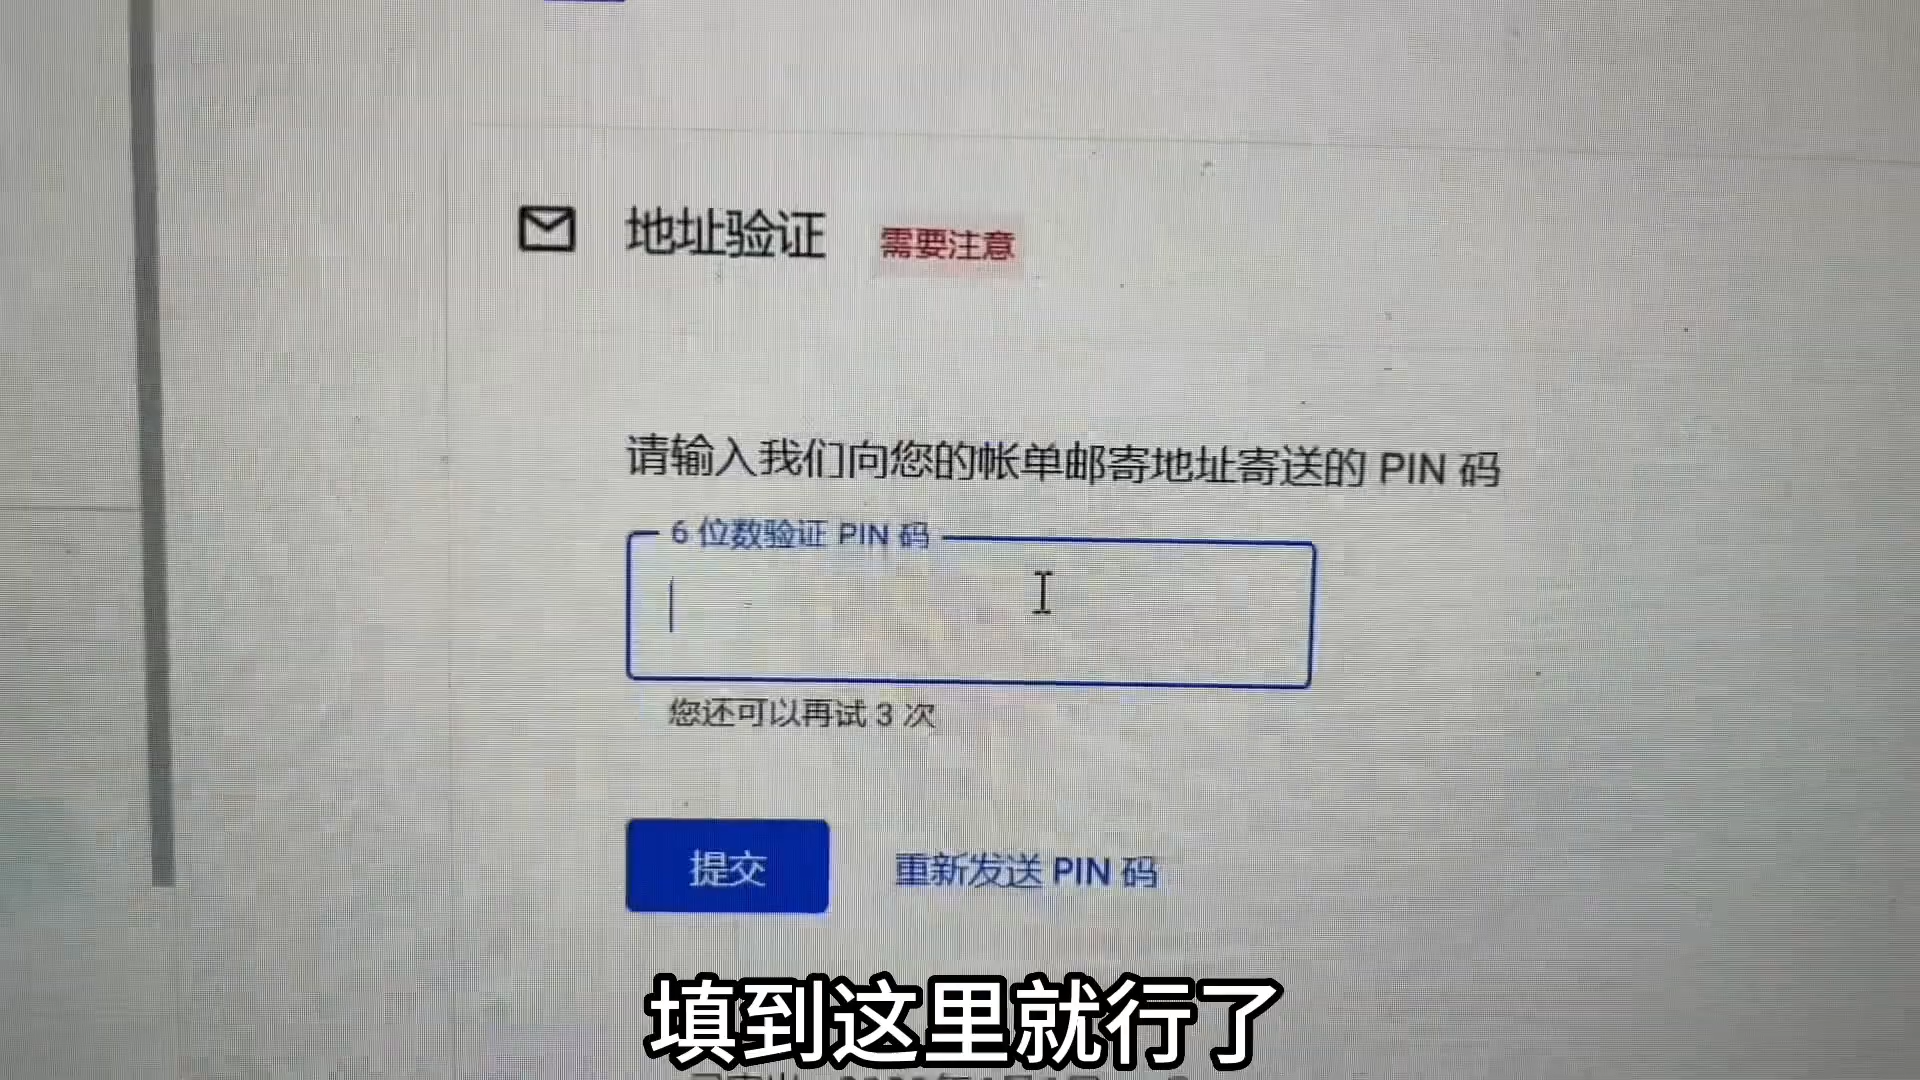 地址验证 需要注意
请输入我们向您的帐单邮寄地址寄送的 PIN 码
6 位数验证 PIN 码
您还可以再试 3 次
提交 重新发送 PIN 码
填到这里就行了